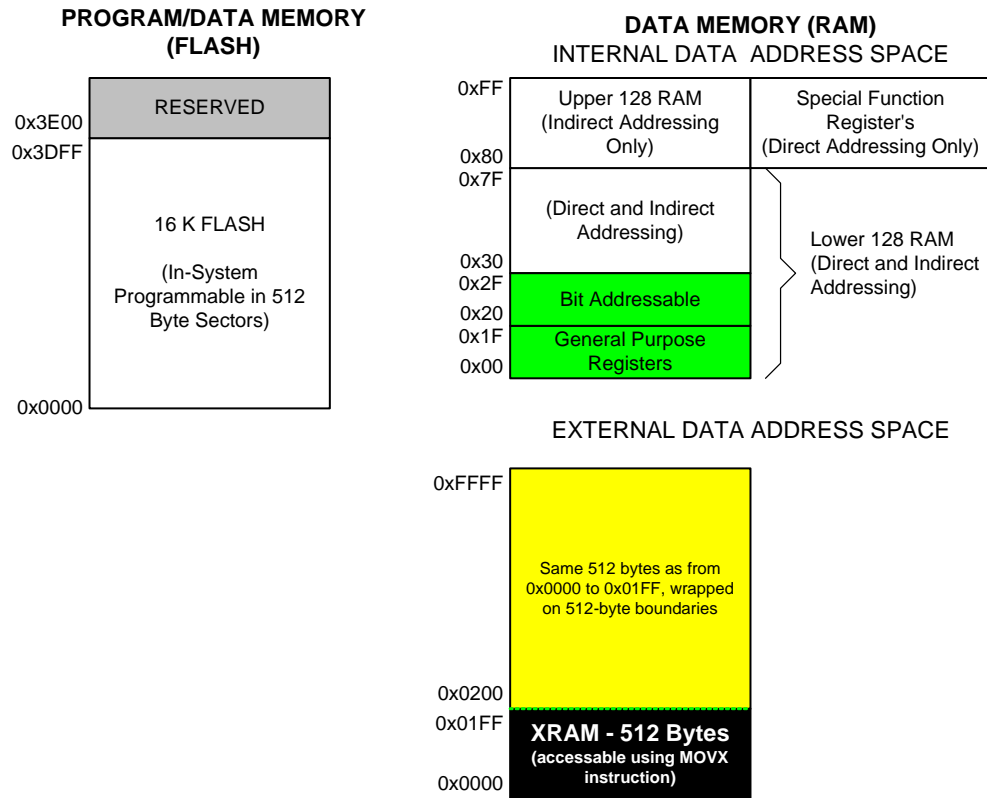 PROGRAM/DATA MEMORY
(FLASH)
RESERVED
0x3E00
0x3DFF
16 K FLASH
(In-System
Programmable in 512
Byte Sectors)
0x0000
DATA MEMORY (RAM)
INTERNAL DATA ADDRESS SPACE
0xFF
Upper 128 RAM
(Indirect Addressing
Only)
Special Function
Register's
(Direct Addressing Only)
0x80
0x7F
(Direct and Indirect
Addressing)
Lower 128 RAM
(Direct and Indirect
Addressing)
0x30
0x2F
Bit Addressable
0x20
0x1F
General Purpose
Registers
0x00
EXTERNAL DATA ADDRESS SPACE
0xFFFF
Same 512 bytes as from
0x0000 to 0x01FF, wrapped
on 512-byte boundaries
0x0200
0x01FF
XRAM - 512 Bytes
(accessable using MOVX
instruction)
0x0000